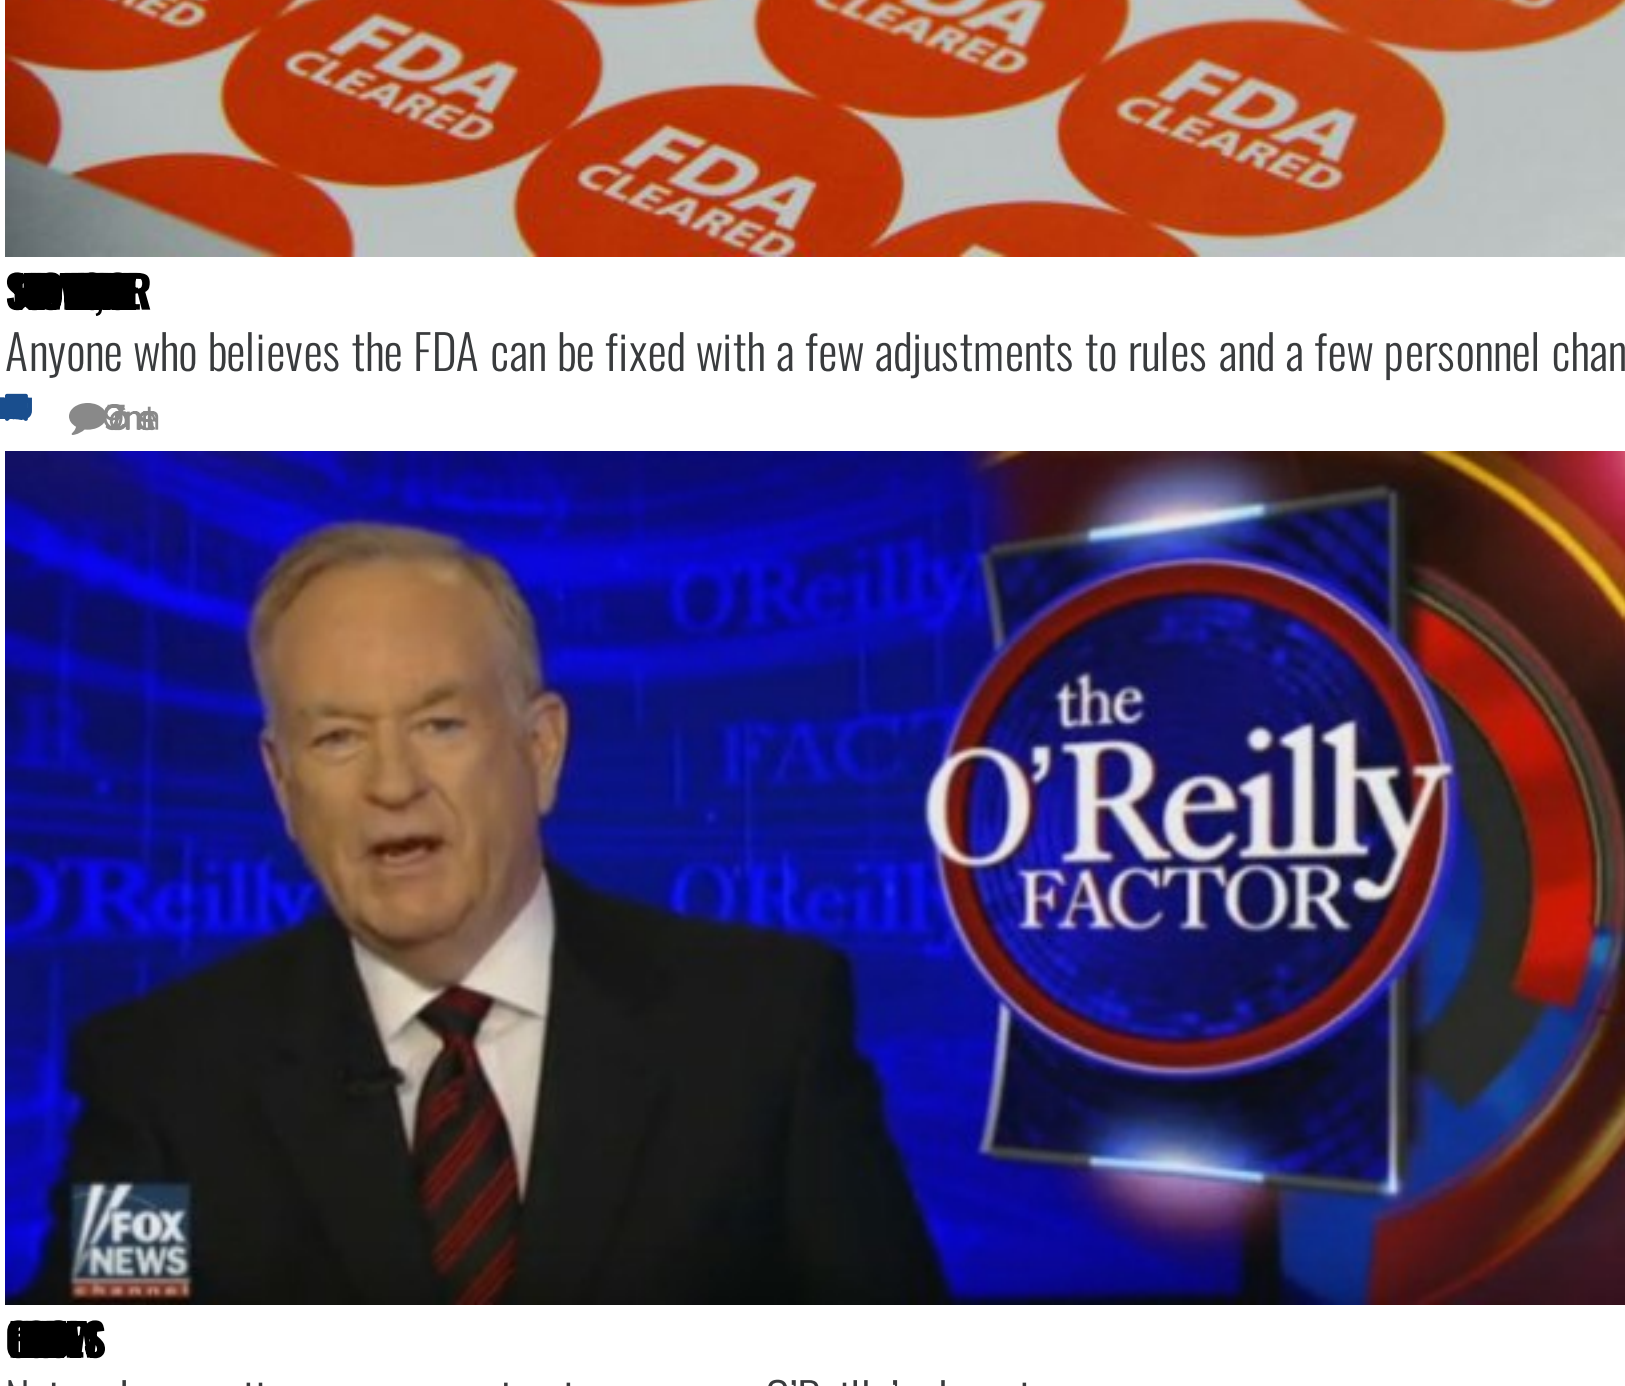 FDA
CLEARED
FDA
CLEARED
FDA
CLEARED
FDA
CLEARED
Anyone who believes the FDA can be fixed with a few adjustments to rules and a few personnel chan
O'Reilly
FACT
O'Reilly
O'Reilly
the
O'Reilly
FACTOR
FOX
NEWS
channel